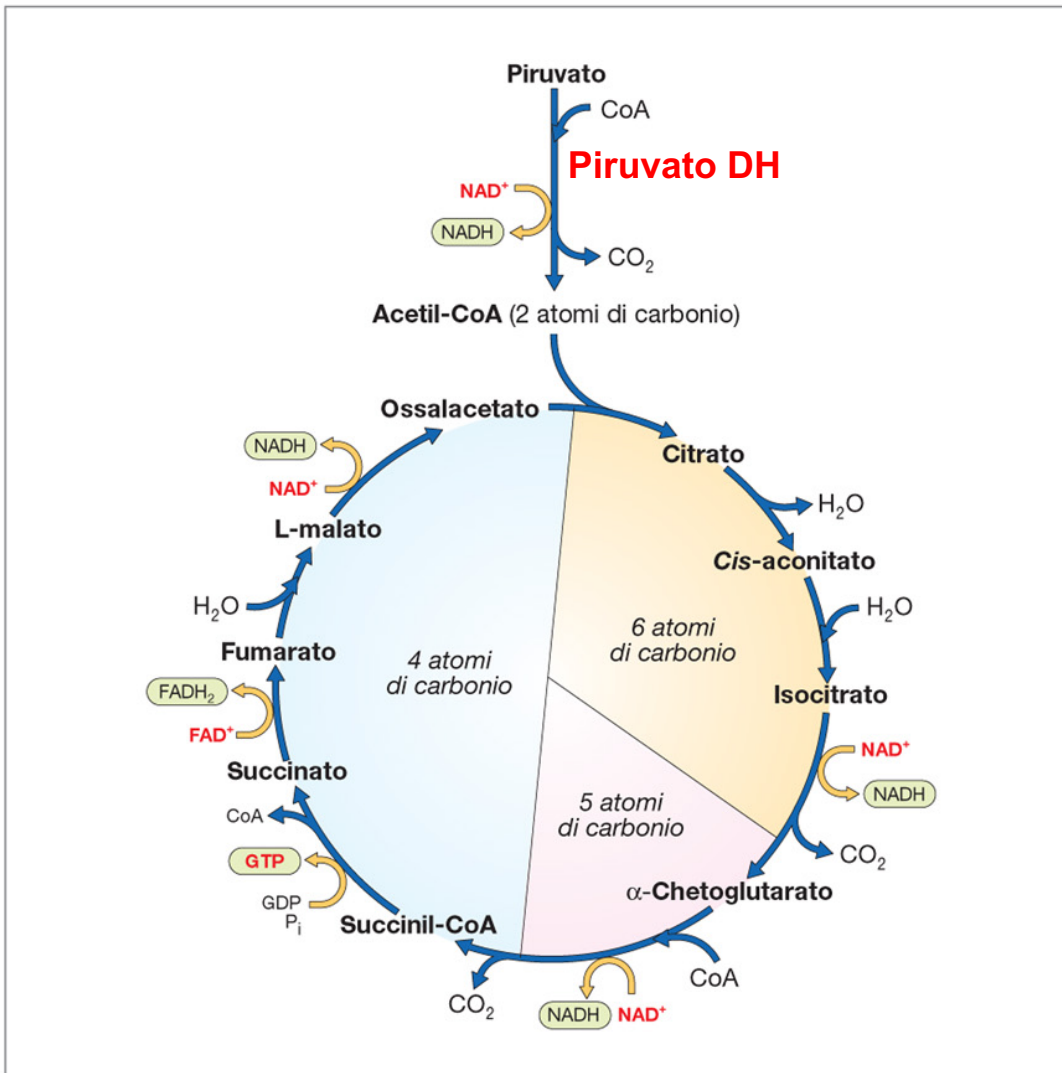 Piruvato
CoA
Piruvato DH
NAD⁺
NADH
CO₂
Acetil-CoA (2 atomi di carbonio)
Ossalacetato
Citrato
H₂O
Cis-aconitato
H₂O
6 atomi
di carbonio
Isocitrato
NAD⁺
NADH
CO₂
5 atomi
di carbonio
α-Chetoglutarato
CoA
NAD⁺
NADH
CO₂
Succinil-CoA
GDP
Pᵢ
GTP
CoA
Succinato
FAD⁺
FADH₂
4 atomi
di carbonio
Fumarato
H₂O
L-malato
NAD⁺
NADH